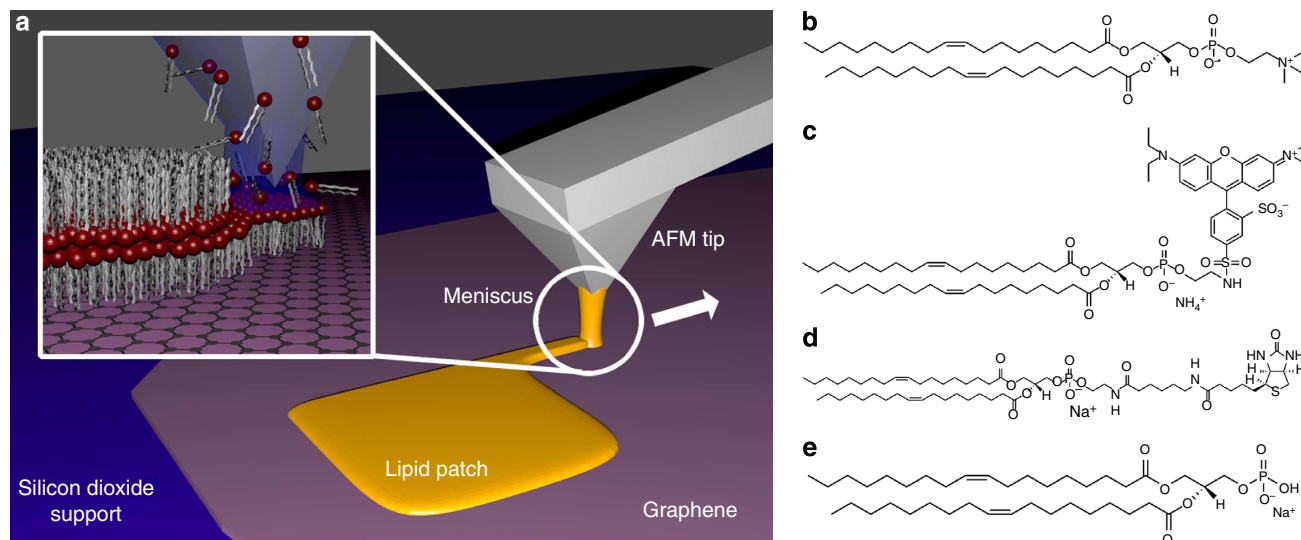 a
AFM tip
Meniscus
Lipid patch
Silicon dioxide
support
Graphene
b
O
O
O
P
O
O
O⁻
N⁺
H
O
c
O
N
N⁺
SO₃⁻
O
O
O
P
O
O
S
O
O
O⁻
NH
H
O
NH₄⁺
d
O
HN
NH
H
H
S
O
O
O
P
O
O
O⁻
H
N
O
N
H
O
H
O
Na⁺
e
O
O
O
P
OH
O
O
O⁻
H
Na⁺
O